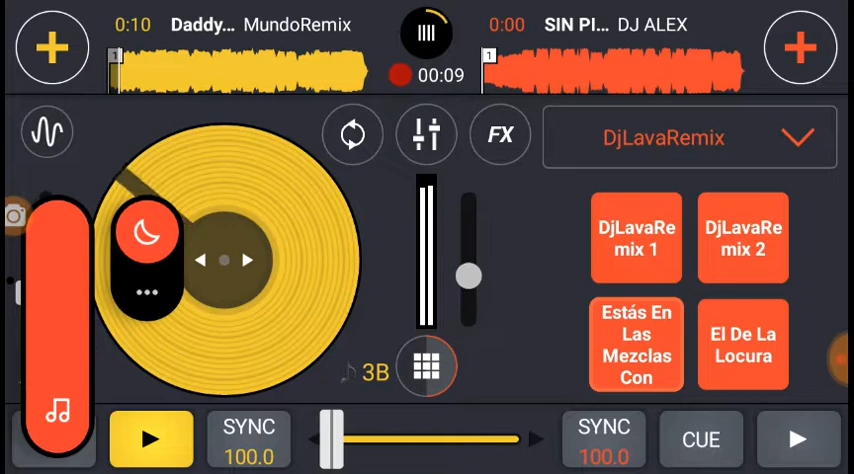 0:10 Daddy... MundoRemix
0:00 SIN PI... DJ ALEX
1
1
00:09
FX
DjLavaRemix
DjLavaRe
mix 1
DjLavaRe
mix 2
Estás En
Las
Mezclas
Con
El De La
Locura
3B
SYNC
100.0
SYNC
100.0
CUE